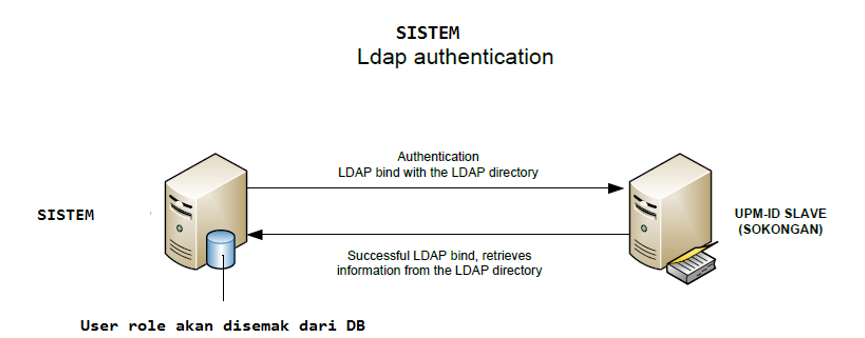 SISTEM
Ldap authentication
Authentication
LDAP bind with the LDAP directory
SISTEM
UPM-ID SLAVE
(SOKONGAN)
Successful LDAP bind, retrieves
information from the LDAP directory
User role akan disemak dari DB